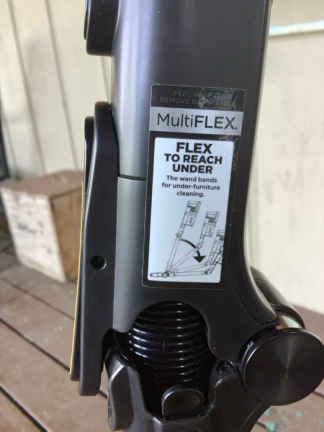 MultiFLEX.
FLEX
TO REACH
UNDER
The wand bends
for under-furniture
cleaning.